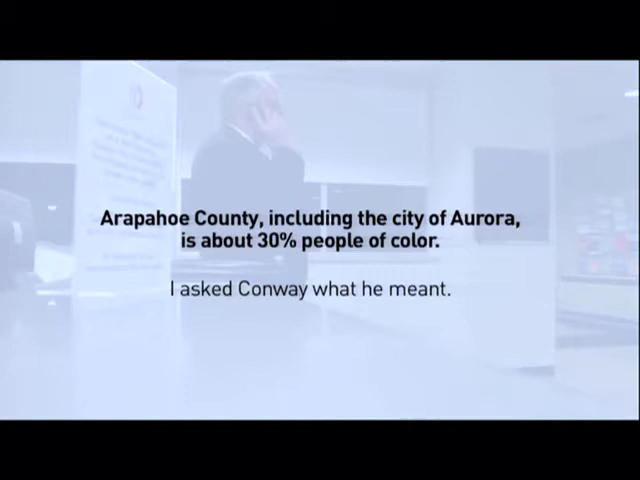 Arapahoe County, including the city of Aurora,
is about 30% people of color.
I asked Conway what he meant.